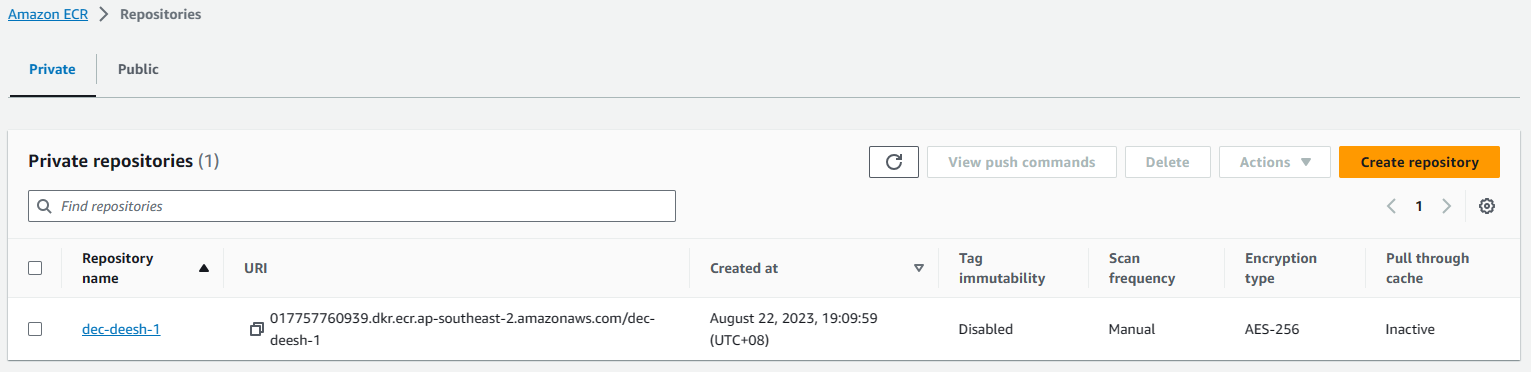 Amazon ECR > Repositories
Private Public
Private repositories (1)
View push commands Delete Actions Create repository
Find repositories
1
Repository name URI Created at Tag immutability Scan frequency Encryption type Pull through cache
dec-deesh-1 017757760939.dkr.ecr.ap-southeast-2.amazonaws.com/dec-deesh-1 August 22, 2023, 19:09:59 (UTC+08) Disabled Manual AES-256 Inactive